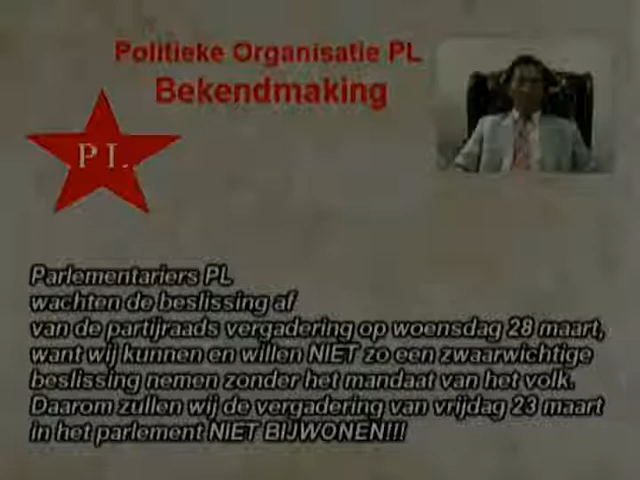 Politieke Organisatie PL
Bekendmaking
P L
Parlementariers PL
wachten de beslissing af
van de partijraads vergadering op woensdag 28 maart,
want wij kunnen en willen NIET zo een zwaarwichtige
beslissing nemen zonder het mandaat van het volk.
Daarom zullen wij de vergadering van vrijdag 23 maart
in het parlement NIET BIJWONEN!!!